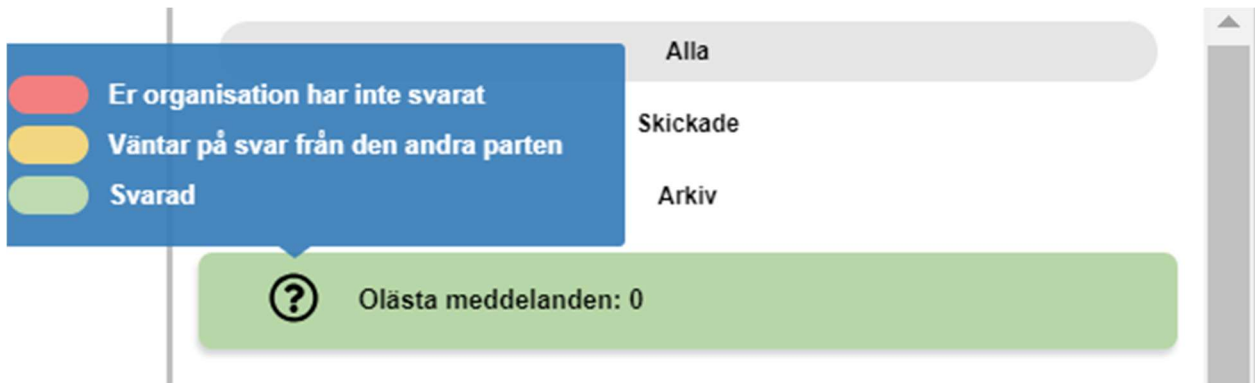 Alla
Er organisation har inte svarat
Skickade
Väntar på svar från den andra parten
Svarad
Arkiv
Olästa meddelanden: 0